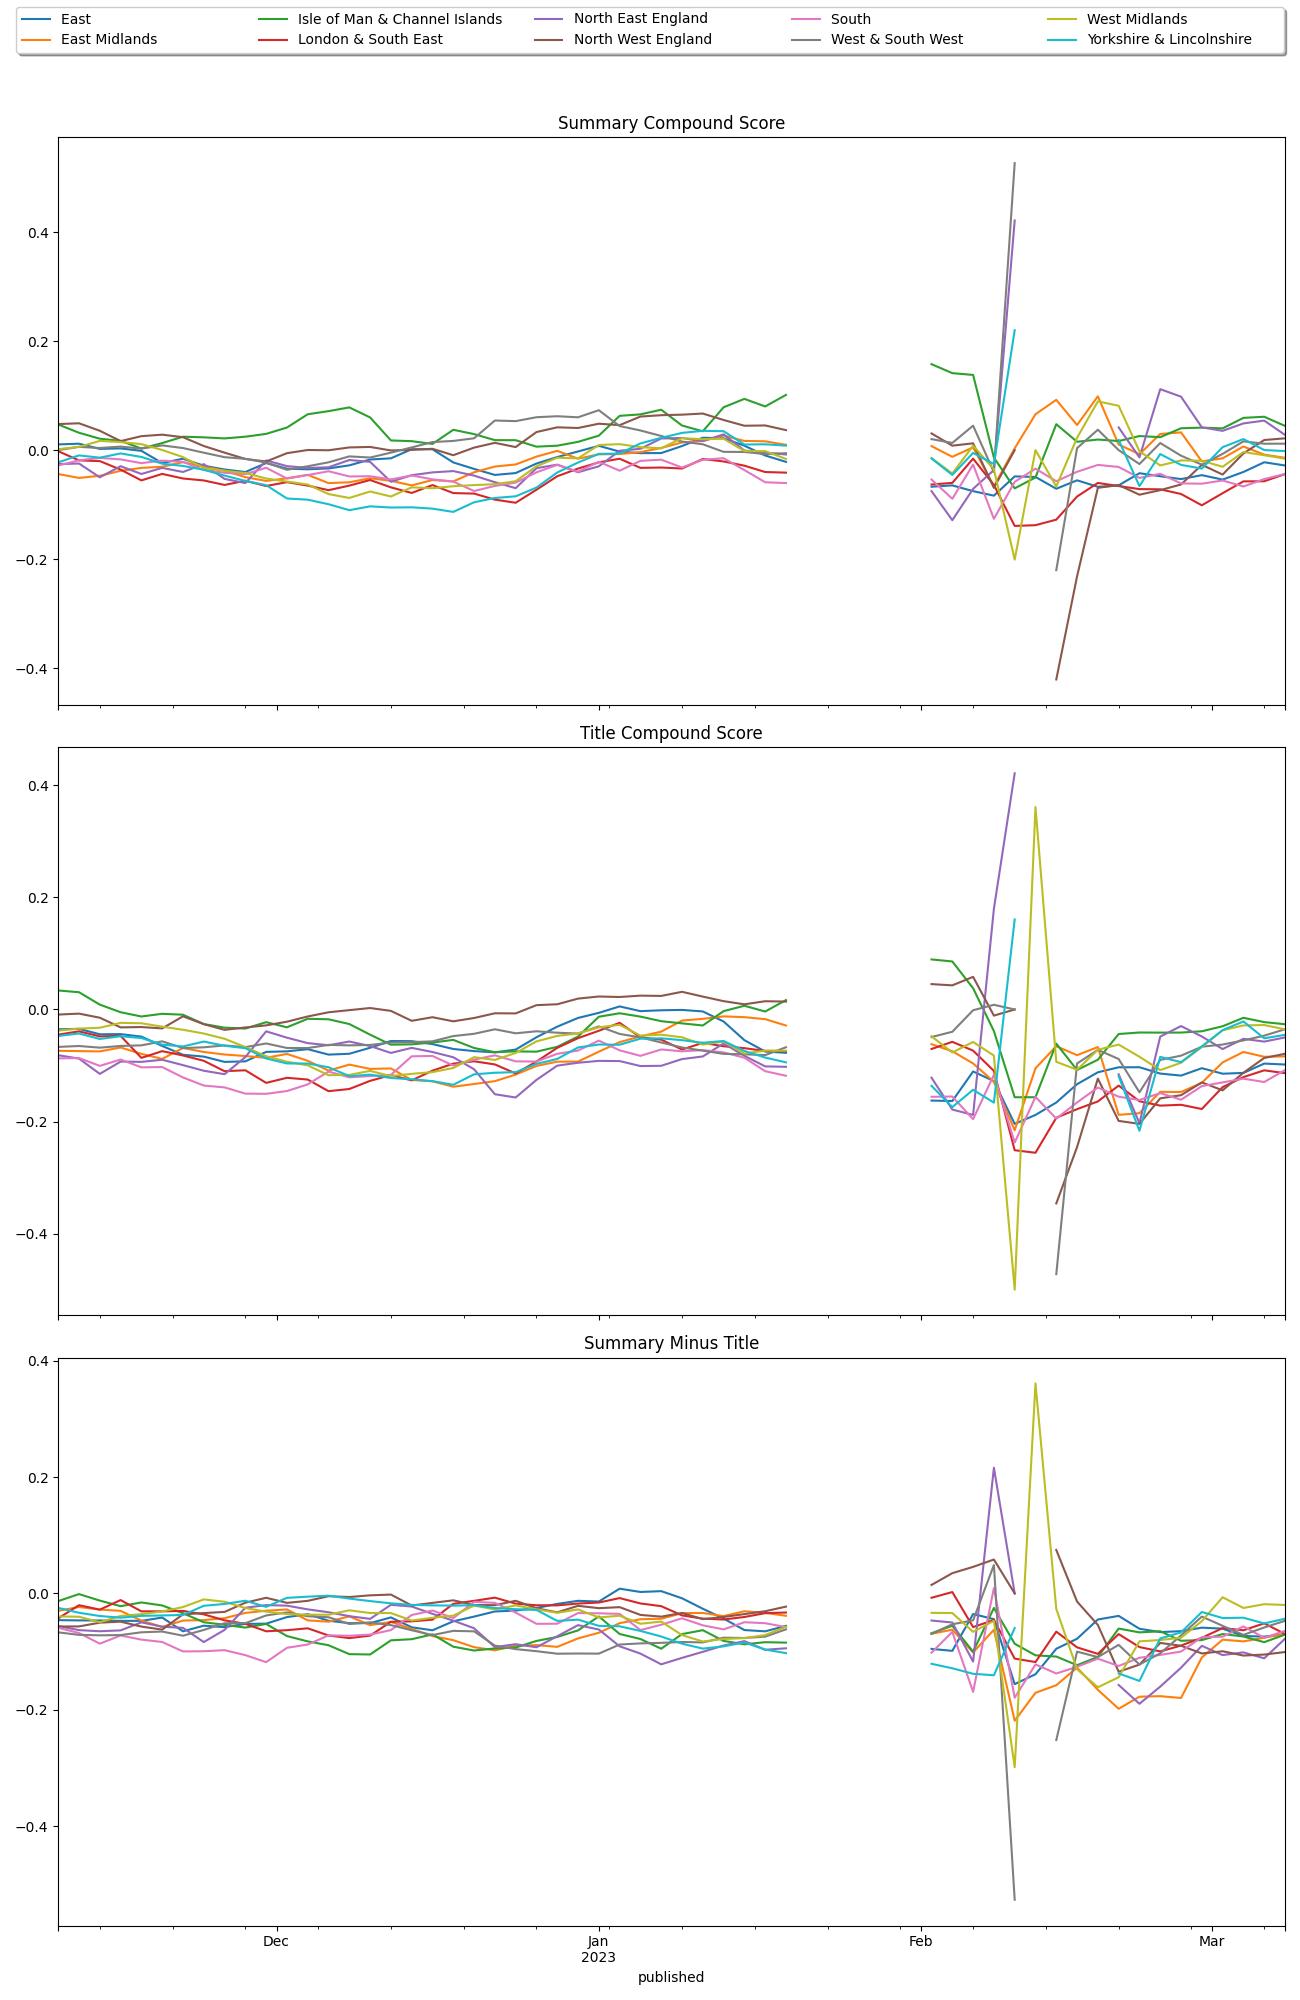 East Isle of Man & Channel Islands North East England South West Midlands
East Midlands London & South East North West England West & South West Yorkshire & Lincolnshire
Summary Compound Score
0.4
0.2
0.0
−0.2
−0.4
Title Compound Score
0.4
0.2
0.0
−0.2
−0.4
Summary Minus Title
0.4
0.2
0.0
−0.2
−0.4
Dec Jan Feb Mar
2023
published